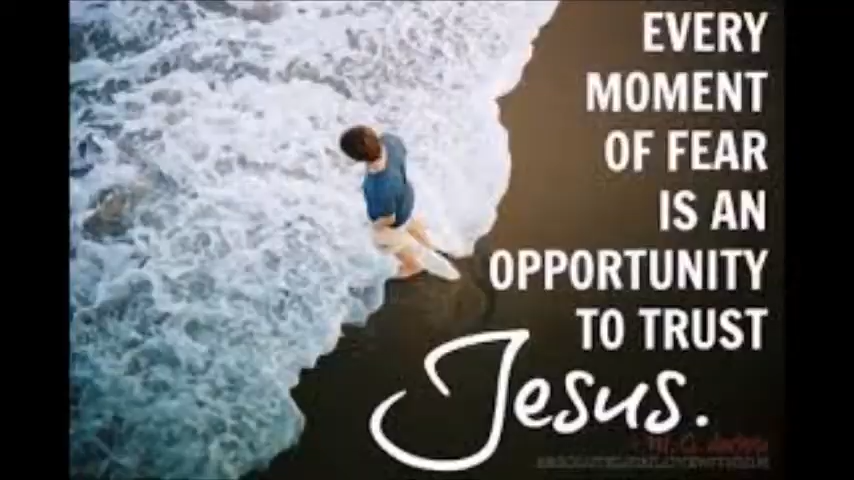 EVERY
MOMENT
OF FEAR
IS AN
OPPORTUNITY
TO TRUST
Jesus.